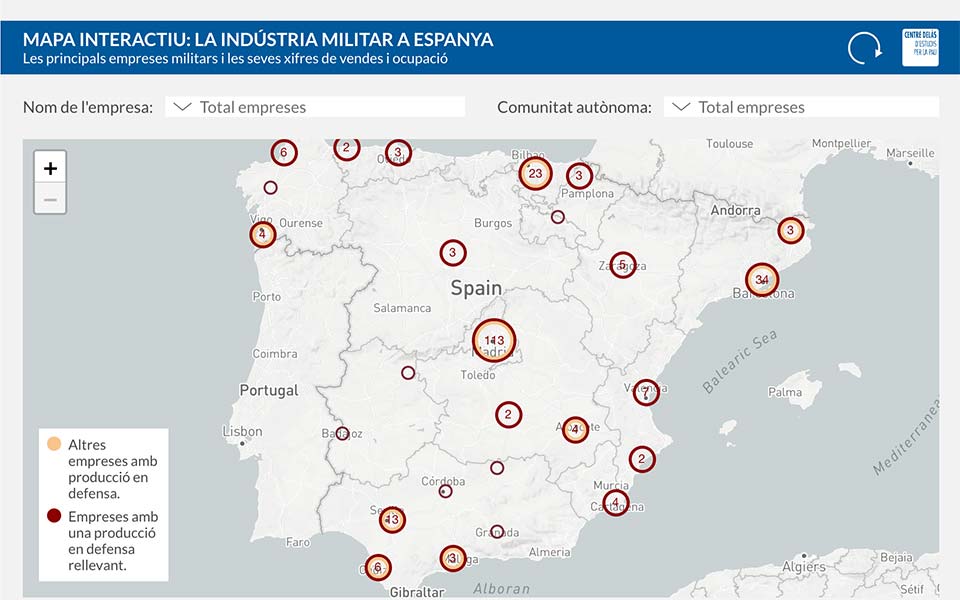 MAPA INTERACTIU: LA INDÚSTRIA MILITAR A ESPANYA
Les principals empreses militars i les seves xifres de vendes i ocupació
CENTRE DELÀS
D'ESTUDIS
PER LA PAU
Nom de l'empresa:
Total empreses
Comunitat autònoma:
Total empreses
+
−
6
2
3
Oviedo
Bilbao
23
3
Pamplona
Toulouse
Montpellier
Marseille
Vigo
4
Ourense
Burgos
Andorra
3
3
5
Zaragoza
34
Barcelona
Porto
Spain
Salamanca
113
Madrid
Coimbra
Toledo
Portugal
Balearic Sea
Palma
7
Valencia
2
4
Albacete
Lisbon
Badajoz
2
Mediterranea
Córdoba
Murcia
4
Cartagena
13
Granada
Faro
3
Málaga
Almeria
6
Gibraltar
Alboran
Algiers
Bejaia
Sétif
Altres
empreses amb
producció en
defensa.
Empreses amb
una producció
en defensa
rellevant.